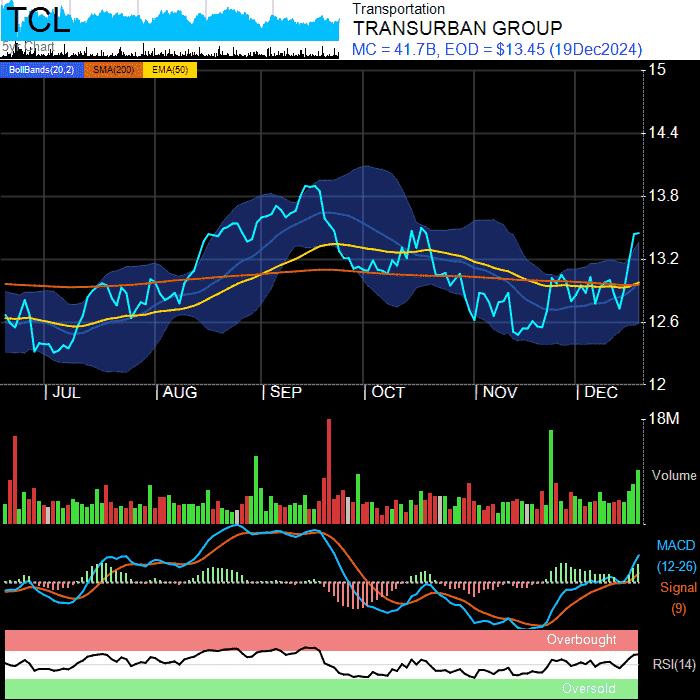 TCL
5yr Chart
Transportation
TRANSURBAN GROUP
MC = 41.7B, EOD = $13.45 (19Dec2024)
BollBands(20,2) SMA(200) EMA(50)
15
14.4
13.8
13.2
12.6
12
JUL AUG SEP OCT NOV DEC
18M
Volume
MACD
(12-26)
Signal
(9)
Overbought
RSI(14)
Oversold